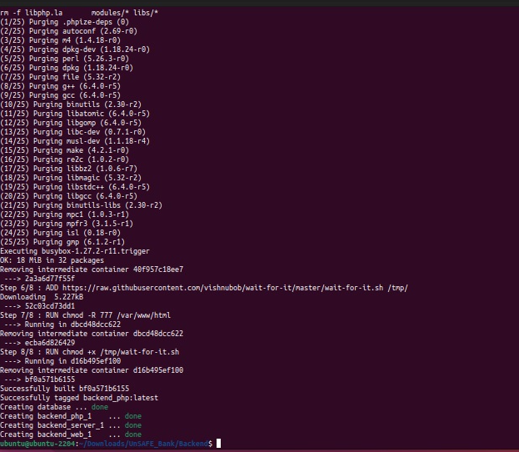 rm -f libphp.la       modules/* libs/*
(1/25) Purging .phpize-deps (0)
(2/25) Purging autoconf (2.69-r0)
(3/25) Purging m4 (1.4.18-r0)
(4/25) Purging dpkg-dev (1.18.24-r0)
(5/25) Purging perl (5.26.3-r0)
(6/25) Purging dpkg (1.18.24-r0)
(7/25) Purging file (5.32-r2)
(8/25) Purging g++ (6.4.0-r5)
(9/25) Purging gcc (6.4.0-r5)
(10/25) Purging binutils (2.30-r2)
(11/25) Purging libatomic (6.4.0-r5)
(12/25) Purging libgomp (6.4.0-r5)
(13/25) Purging libc-dev (0.7.1-r0)
(14/25) Purging musl-dev (1.1.18-r4)
(15/25) Purging make (4.2.1-r0)
(16/25) Purging re2c (1.0.2-r0)
(17/25) Purging libbz2 (1.0.6-r7)
(18/25) Purging libmagic (5.32-r2)
(19/25) Purging libstdc++ (6.4.0-r5)
(20/25) Purging libgcc (6.4.0-r5)
(21/25) Purging binutils-libs (2.30-r2)
(22/25) Purging mpc1 (1.0.3-r1)
(23/25) Purging mpfr3 (3.1.5-r1)
(24/25) Purging isl (0.18-r0)
(25/25) Purging gmp (6.1.2-r1)
Executing busybox-1.27.2-r11.trigger
OK: 18 MiB in 32 packages
Removing intermediate container 40f957c18ee7
 ---> 2a3a6d77f55f
Step 6/8 : ADD https://raw.githubusercontent.com/vishnubob/wait-for-it/master/wait-for-it.sh /tmp/
Downloading  5.227kB
 ---> 52c03cd73dd1
Step 7/8 : RUN chmod -R 777 /var/www/html
 ---> Running in dbcd48dcc622
Removing intermediate container dbcd48dcc622
 ---> ecba6d826429
Step 8/8 : RUN chmod +x /tmp/wait-for-it.sh
 ---> Running in d16b495ef100
Removing intermediate container d16b495ef100
 ---> bf0a571b6155
Successfully built bf0a571b6155
Successfully tagged backend_php:latest
Creating database ... done
Creating backend_php_1    ... done
Creating backend_server_1 ... done
Creating backend_web_1    ... done
ubuntu@ubuntu-2204:~/Downloads/UnSAFE_Bank/Backend$